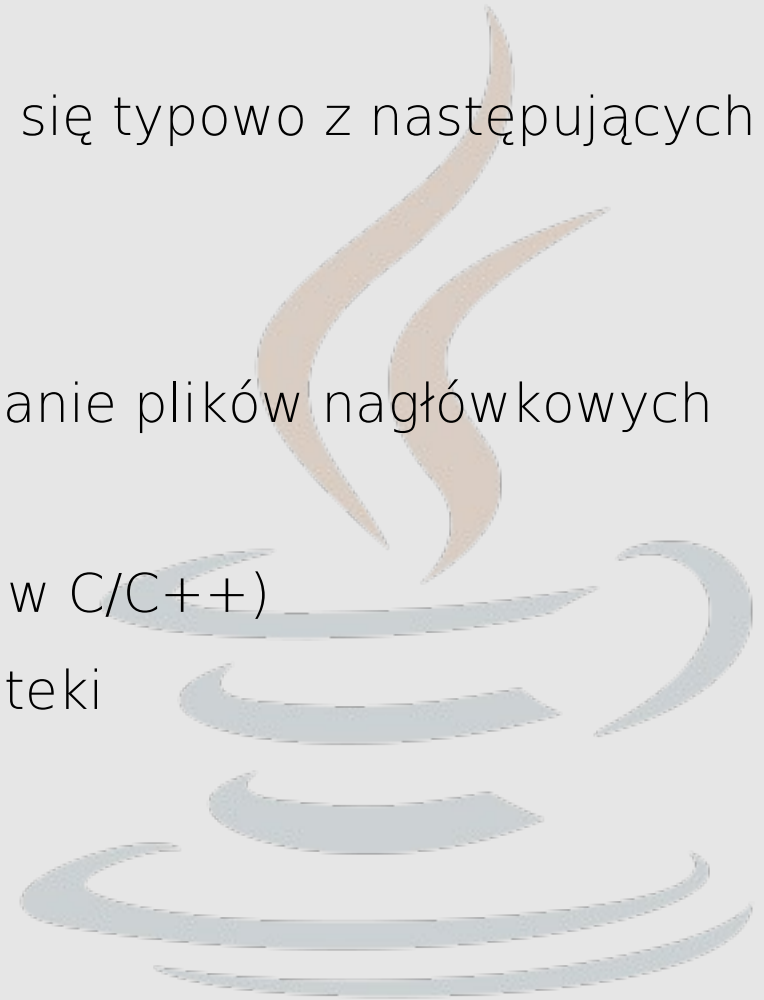 się typowo z następujących
anie plików nagłówkowych
w C/C++)
teki